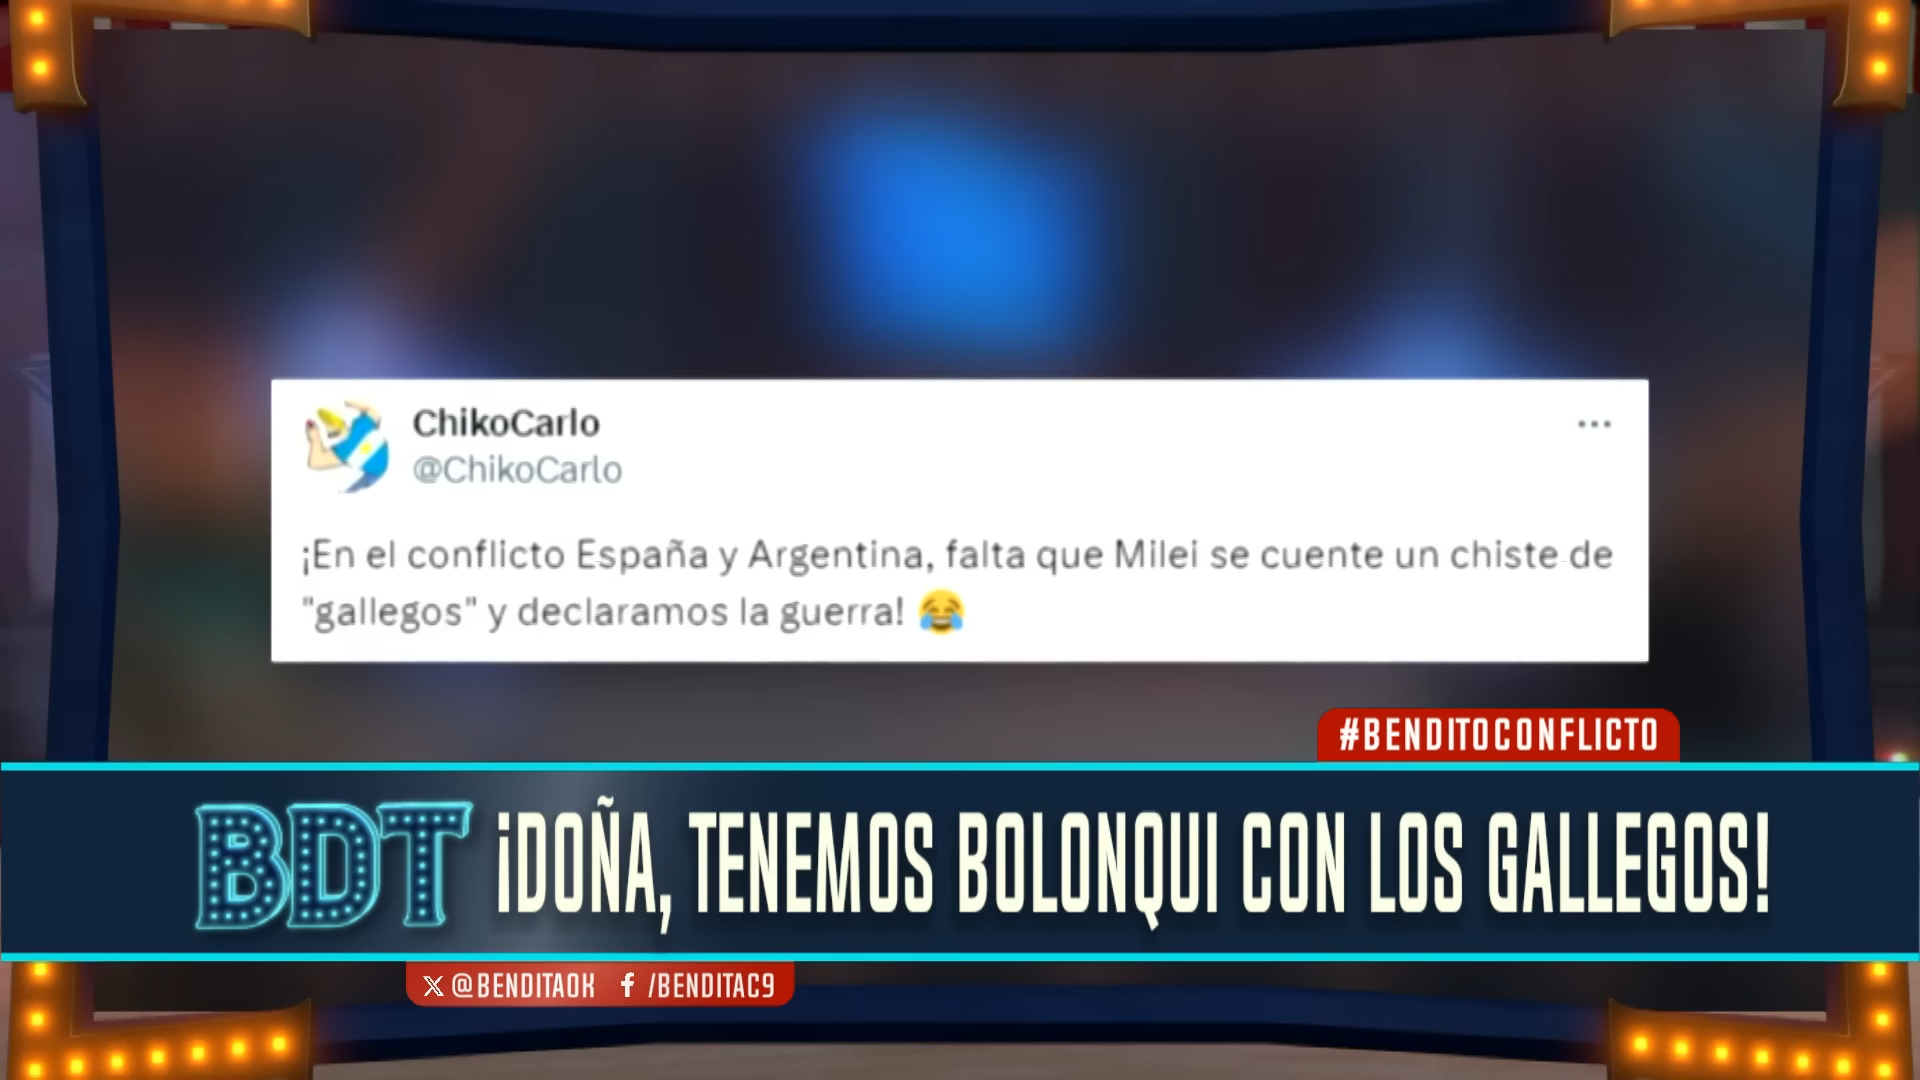 ChikoCarlo
@ChikoCarlo
¡En el conflicto España y Argentina, falta que Milei se cuente un chiste de
"gallegos" y declaramos la guerra! 😂
#BENDITOCONFLICTO
BDT ¡DOÑA, TENEMOS BOLONQUI CON LOS GALLEGOS!
X @BENDITAOK f /BENDITAC9